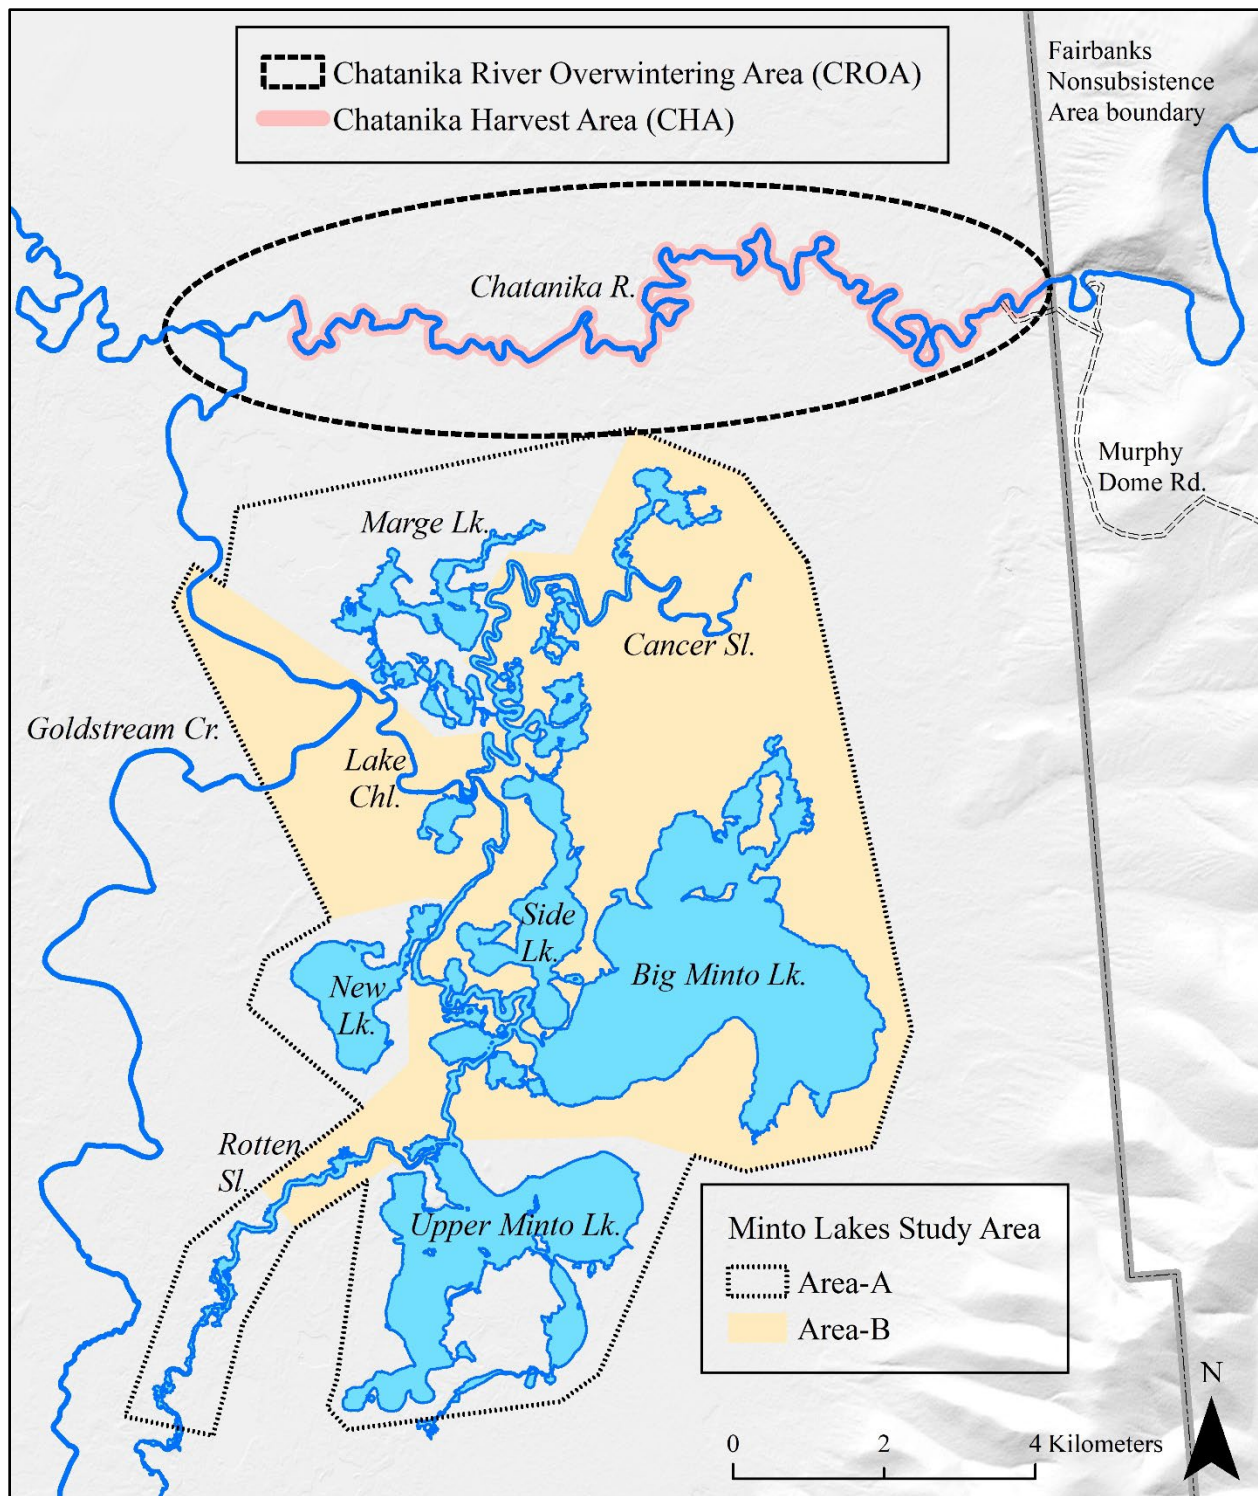 Chatanika River Overwintering Area (CROA)
Chatanika Harvest Area (CHA)
Fairbanks
Nonsubsistence
Area boundary
Chatanika R.
Murphy
Dome Rd.
Marge Lk.
Cancer Sl.
Goldstream Cr.
Lake
Chl.
Side
Lk.
New
Lk.
Big Minto Lk.
Rotten
Sl.
Upper Minto Lk.
Minto Lakes Study Area
Area-A
Area-B
N
0 2 4 Kilometers